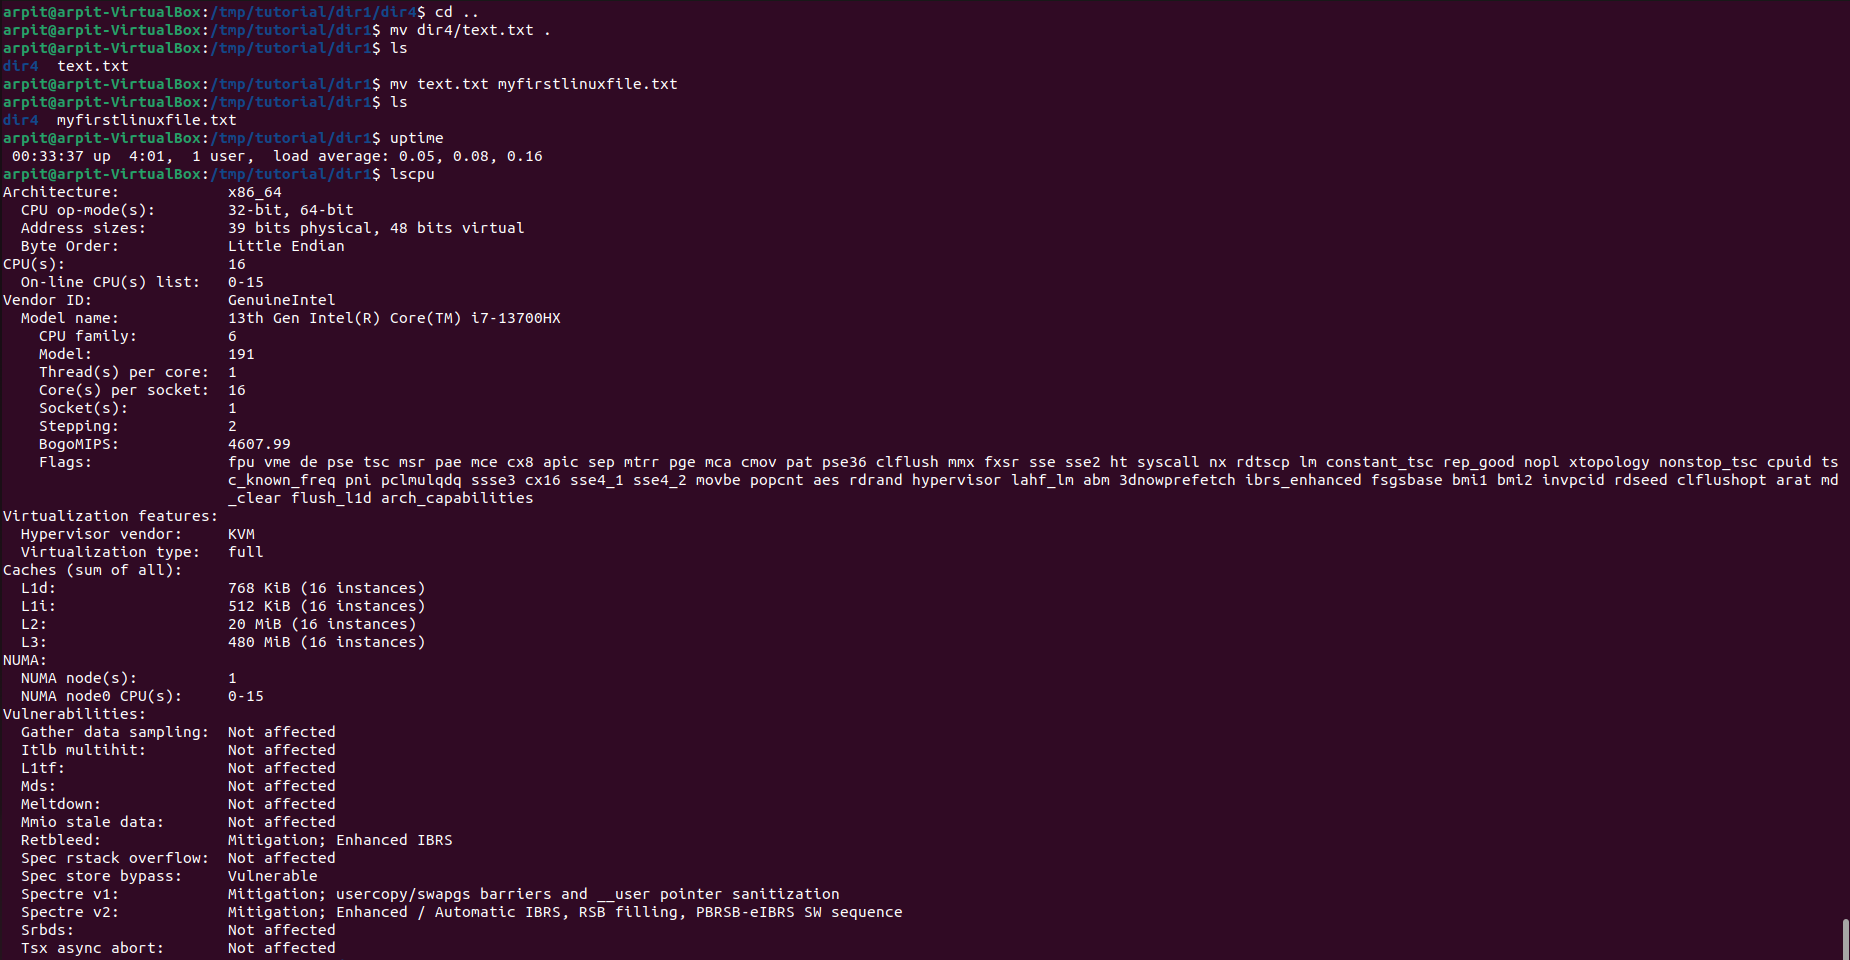 arpit@arpit-VirtualBox:/tmp/tutorial/dir1/dir4$ cd ..
arpit@arpit-VirtualBox:/tmp/tutorial/dir1$ mv dir4/text.txt .
arpit@arpit-VirtualBox:/tmp/tutorial/dir1$ ls
dir4  text.txt
arpit@arpit-VirtualBox:/tmp/tutorial/dir1$ mv text.txt myfirstlinuxfile.txt
arpit@arpit-VirtualBox:/tmp/tutorial/dir1$ ls
dir4  myfirstlinuxfile.txt
arpit@arpit-VirtualBox:/tmp/tutorial/dir1$ uptime
 00:33:37 up  4:01,  1 user,  load average: 0.05, 0.08, 0.16
arpit@arpit-VirtualBox:/tmp/tutorial/dir1$ lscpu
Architecture:            x86_64
  CPU op-mode(s):        32-bit, 64-bit
  Address sizes:         39 bits physical, 48 bits virtual
  Byte Order:            Little Endian
CPU(s):                  16
  On-line CPU(s) list:   0-15
Vendor ID:               GenuineIntel
  Model name:            13th Gen Intel(R) Core(TM) i7-13700HX
    CPU family:          6
    Model:               191
    Thread(s) per core:  1
    Core(s) per socket:  16
    Socket(s):           1
    Stepping:            2
    BogoMIPS:            4607.99
    Flags:               fpu vme de pse tsc msr pae mce cx8 apic sep mtrr pge mca cmov pat pse36 clflush mmx fxsr sse sse2 ht syscall nx rdtscp lm constant_tsc rep_good nopl xtopology nonstop_tsc cpuid ts
                         c_known_freq pni pclmulqdq ssse3 cx16 sse4_1 sse4_2 movbe popcnt aes rdrand hypervisor lahf_lm abm 3dnowprefetch ibrs_enhanced fsgsbase bmi1 bmi2 invpcid rdseed clflushopt arat md
                         _clear flush_l1d arch_capabilities
Virtualization features:
  Hypervisor vendor:     KVM
  Virtualization type:   full
Caches (sum of all):
  L1d:                   768 KiB (16 instances)
  L1i:                   512 KiB (16 instances)
  L2:                    20 MiB (16 instances)
  L3:                    480 MiB (16 instances)
NUMA:
  NUMA node(s):          1
  NUMA node0 CPU(s):     0-15
Vulnerabilities:
  Gather data sampling:  Not affected
  Itlb multihit:         Not affected
  L1tf:                  Not affected
  Mds:                   Not affected
  Meltdown:              Not affected
  Mmio stale data:       Not affected
  Retbleed:              Mitigation; Enhanced IBRS
  Spec rstack overflow:  Not affected
  Spec store bypass:     Vulnerable
  Spectre v1:            Mitigation; usercopy/swapgs barriers and __user pointer sanitization
  Spectre v2:            Mitigation; Enhanced / Automatic IBRS, RSB filling, PBRSB-eIBRS SW sequence
  Srbds:                 Not affected
  Tsx async abort:       Not affected